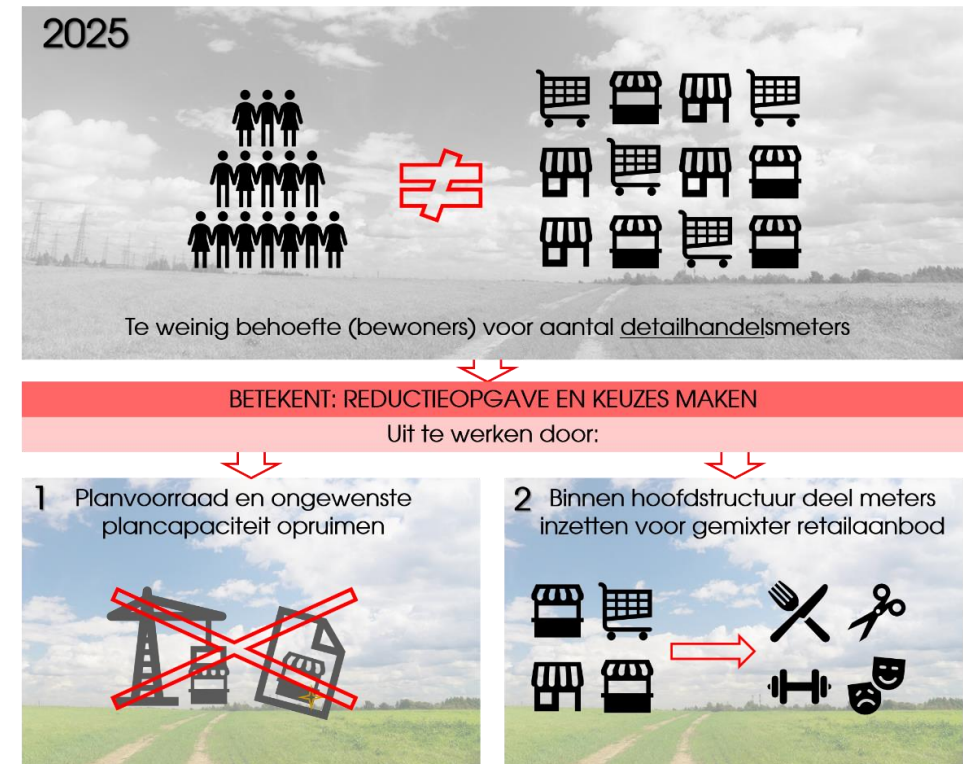 2025
Te weinig behoefte (bewoners) voor aantal detailhandelsmeters
BETEKENT: REDUCTIEOPGAVE EN KEUZES MAKEN
Uit te werken door:
1 Planvoorraad en ongewenste
plancapaciteit opruimen
2 Binnen hoofdstructuur deel meters
inzetten voor gemixter retailaanbod